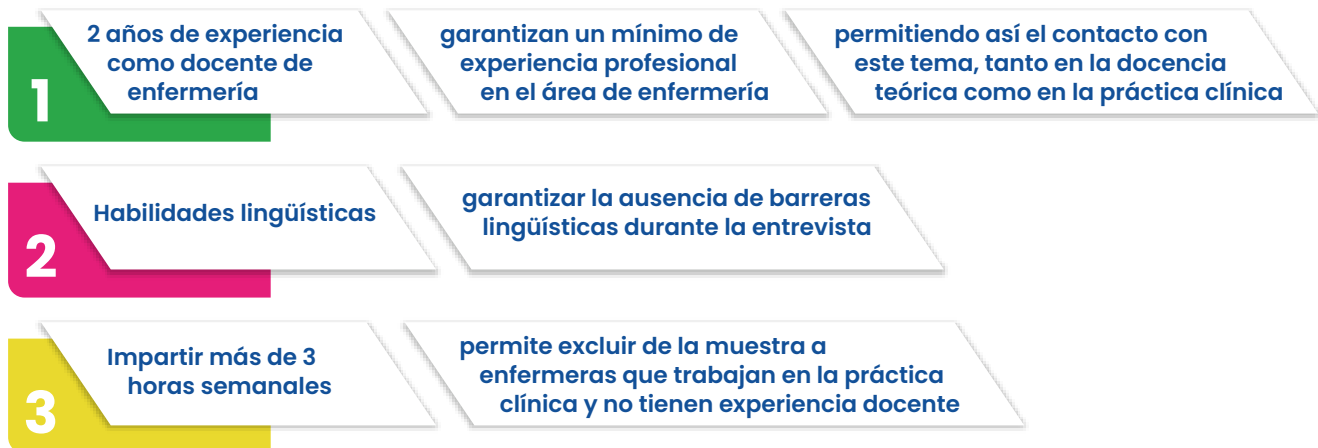 1
2 años de experiencia
como docente de
enfermería
garantizan un mínimo de
experiencia profesional
en el área de enfermería
permitiendo así el contacto con
este tema, tanto en la docencia
teórica como en la práctica clínica
2
Habilidades lingüísticas
garantizar la ausencia de barreras
lingüísticas durante la entrevista
3
Impartir más de 3
horas semanales
permite excluir de la muestra a
enfermeras que trabajan en la práctica
clínica y no tienen experiencia docente